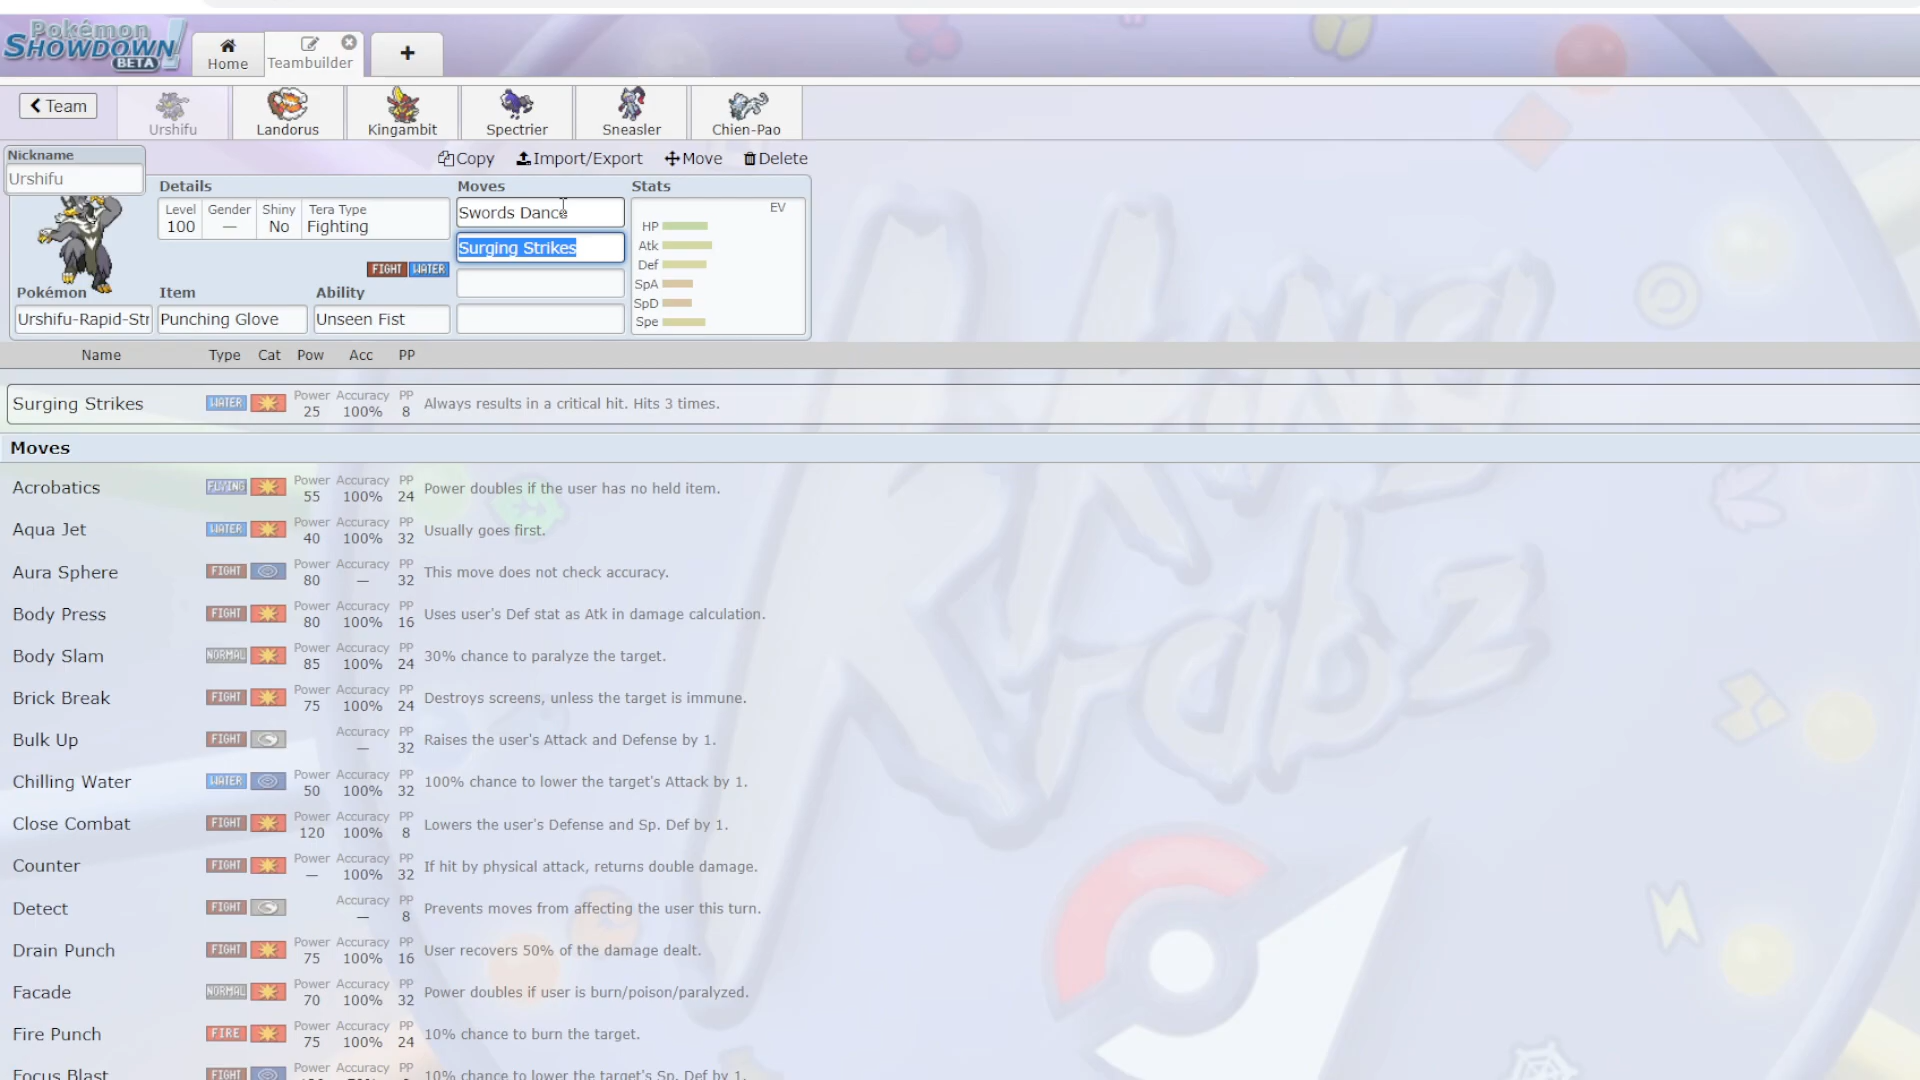 Pokémon
SHOWDOWN!
BETA
Home
Teambuilder
+
Team
Urshifu
Landorus
Kingambit
Spectrier
Sneasler
Chien-Pao
Nickname
Urshifu
Copy
Import/Export
Move
Delete
Details
Moves
Stats
Level
Gender
Shiny
Tera Type
100
—
No
Fighting
FIGHT WATER
Pokémon
Item
Ability
Urshifu-Rapid-Str
Punching Glove
Unseen Fist
Swords Dance
Surging Strikes
EV
HP
Atk
Def
SpA
SpD
Spe
Name Type Cat Pow Acc PP
Surging Strikes WATER Power 25 Accuracy 100% PP 8 Always results in a critical hit. Hits 3 times.
Moves
Acrobatics FLYING Power 55 Accuracy 100% PP 24 Power doubles if the user has no held item.
Aqua Jet WATER Power 40 Accuracy 100% PP 32 Usually goes first.
Aura Sphere FIGHT Power 80 Accuracy — PP 32 This move does not check accuracy.
Body Press FIGHT Power 80 Accuracy 100% PP 16 Uses user's Def stat as Atk in damage calculation.
Body Slam NORMAL Power 85 Accuracy 100% PP 24 30% chance to paralyze the target.
Brick Break FIGHT Power 75 Accuracy 100% PP 24 Destroys screens, unless the target is immune.
Bulk Up FIGHT Accuracy — PP 32 Raises the user's Attack and Defense by 1.
Chilling Water WATER Power 50 Accuracy 100% PP 32 100% chance to lower the target's Attack by 1.
Close Combat FIGHT Power 120 Accuracy 100% PP 8 Lowers the user's Defense and Sp. Def by 1.
Counter FIGHT Power — Accuracy 100% PP 32 If hit by physical attack, returns double damage.
Detect FIGHT Accuracy — PP 8 Prevents moves from affecting the user this turn.
Drain Punch FIGHT Power 75 Accuracy 100% PP 16 User recovers 50% of the damage dealt.
Facade NORMAL Power 70 Accuracy 100% PP 32 Power doubles if user is burn/poison/paralyzed.
Fire Punch FIRE Power 75 Accuracy 100% PP 24 10% chance to burn the target.
Focus Blast FIGHT Power Accuracy PP 10% chance to lower the target's Sp. Def by 1.